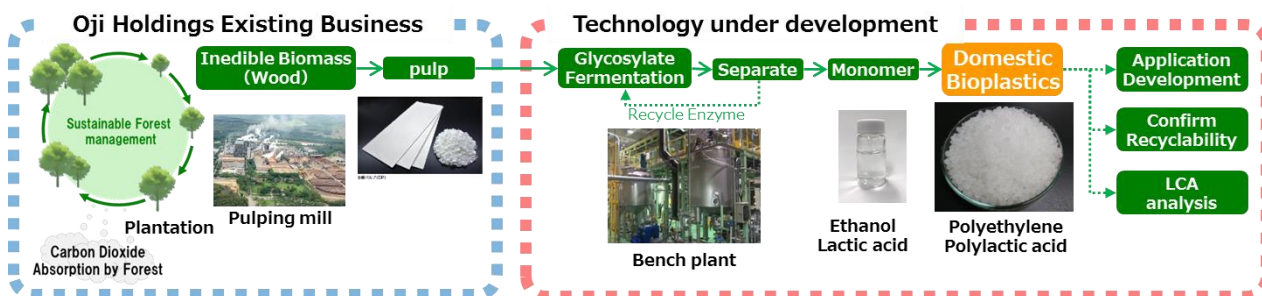 Oji Holdings Existing Business
Inedible Biomass
(Wood)
pulp
Sustainable Forest
management
Pulping mill
Plantation
Carbon Dioxide
Absorption by Forest
Technology under development
Glycosylate
Fermentation
Separate
Monomer
Domestic
Bioplastics
Recycle Enzyme
Bench plant
Ethanol
Lactic acid
Polyethylene
Polylactic acid
Application
Development
Confirm
Recyclability
LCA
analysis